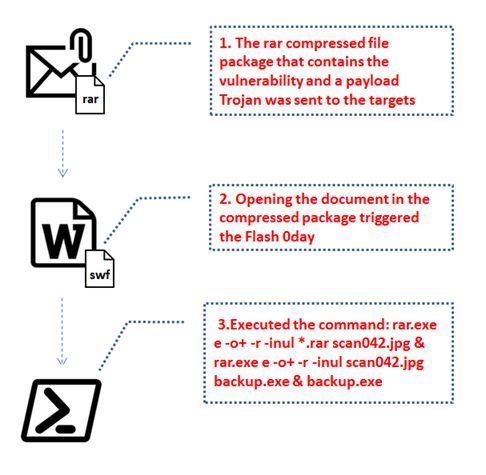 1. The rar compressed file
package that contains the
vulnerability and a payload
Trojan was sent to the targets
rar
2. Opening the document in the
compressed package triggered
the Flash 0day
W
swf
3.Executed the command: rar.exe
e -o+ -r -inul *.rar scan042.jpg &
rar.exe e -o+ -r -inul scan042.jpg
backup.exe & backup.exe